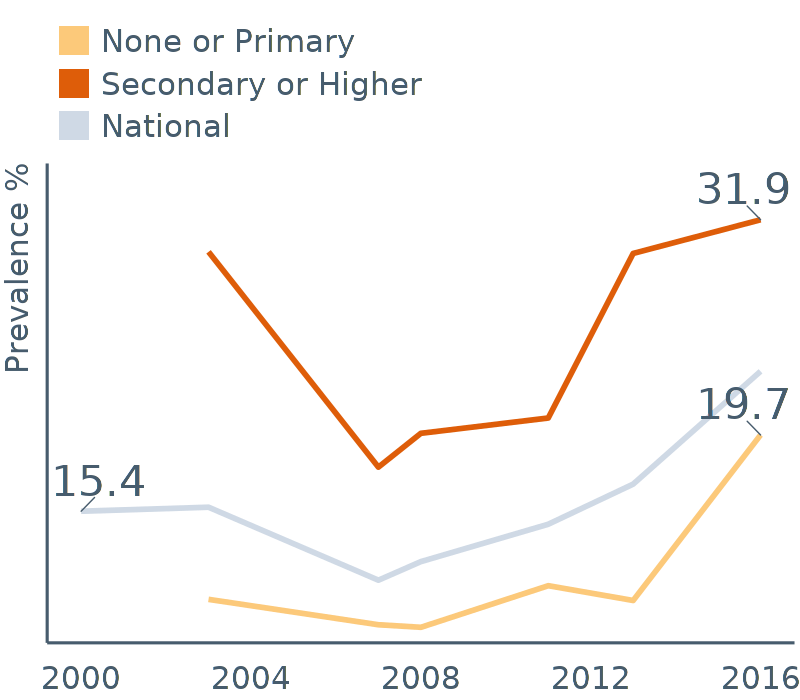 None or Primary
Secondary or Higher
National
Prevalence %
31.9
19.7
15.4
2000 2004 2008 2012 2016